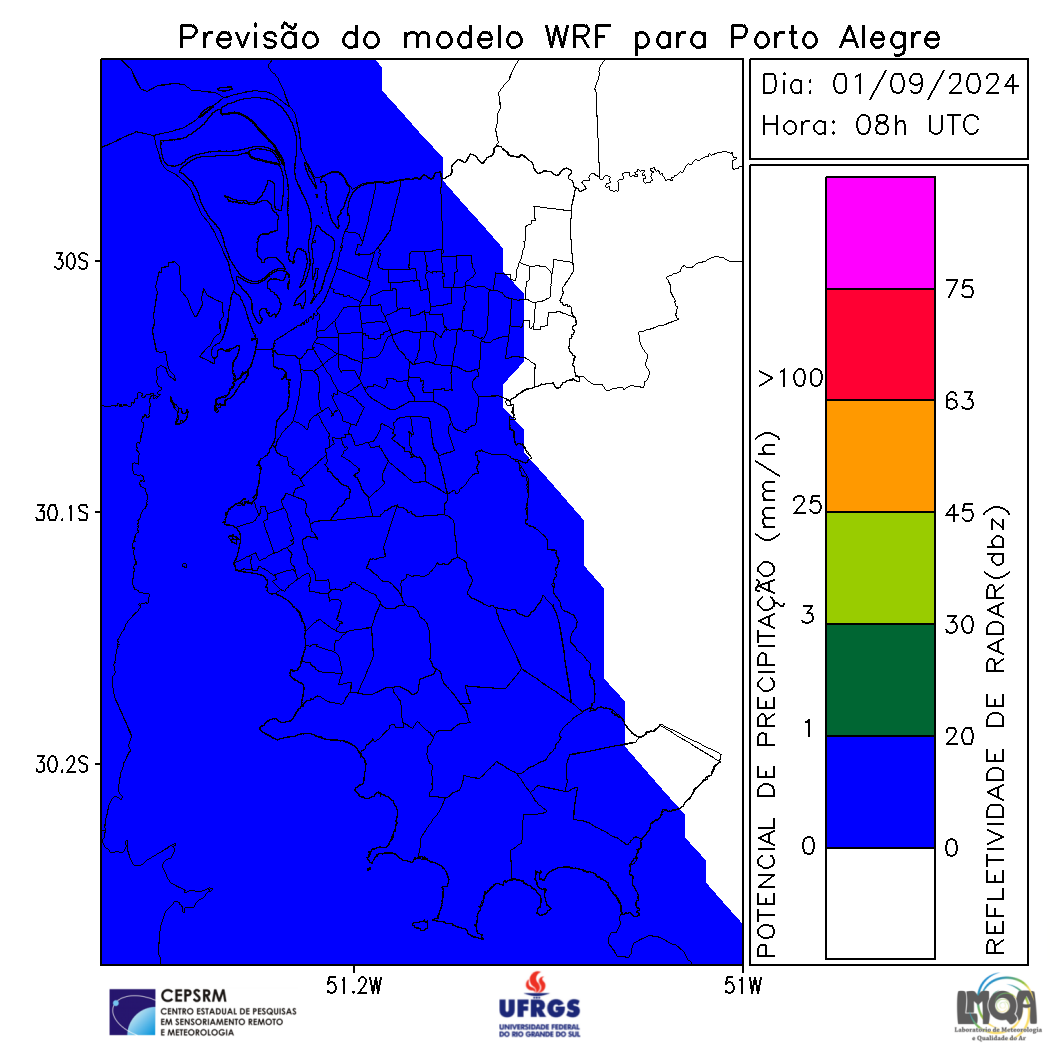 Previsão do modelo WRF para Porto Alegre
Dia: 01/09/2024
Hora: 08h UTC
30S
30.1S
30.2S
51.2W
51W
POTENCIAL DE PRECIPITAÇÃO (mm/h)
>100
25
3
1
0
75
63
45
30
20
0
REFLETIVIDADE DE RADAR(dbz)
CEPSRM
CENTRO ESTADUAL DE PESQUISAS
EM SENSORIAMENTO REMOTO
E METEOROLOGIA
UFRGS
UNIVERSIDADE FEDERAL
DO RIO GRANDE DO SUL
LMQA
Laboratório de Meteorologia
e Qualidade do Ar